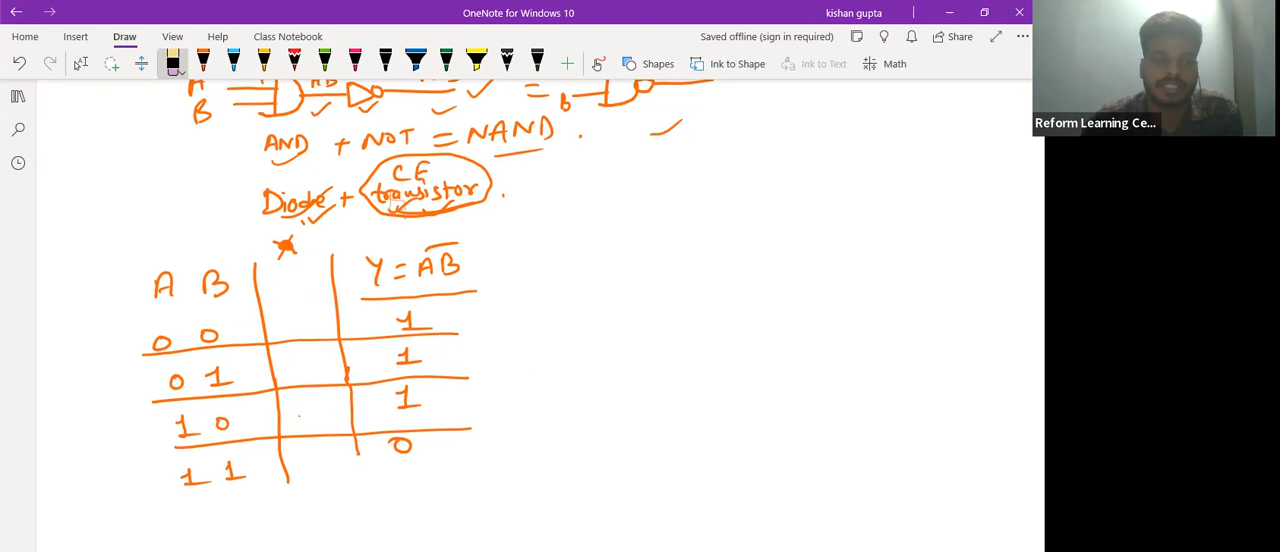 OneNote for Windows 10
kishan gupta
Home Insert Draw View Help Class Notebook
Saved offline (sign in required) Share
Shapes Ink to Shape Ink to Text Math
Reform Learning Ce...
A AB
B B
AND + NOT = NAND .
CE
Diode + transistor .
A B Y = \overline{AB}
0 0 1
0 1 1
1 0 1
1 1 0